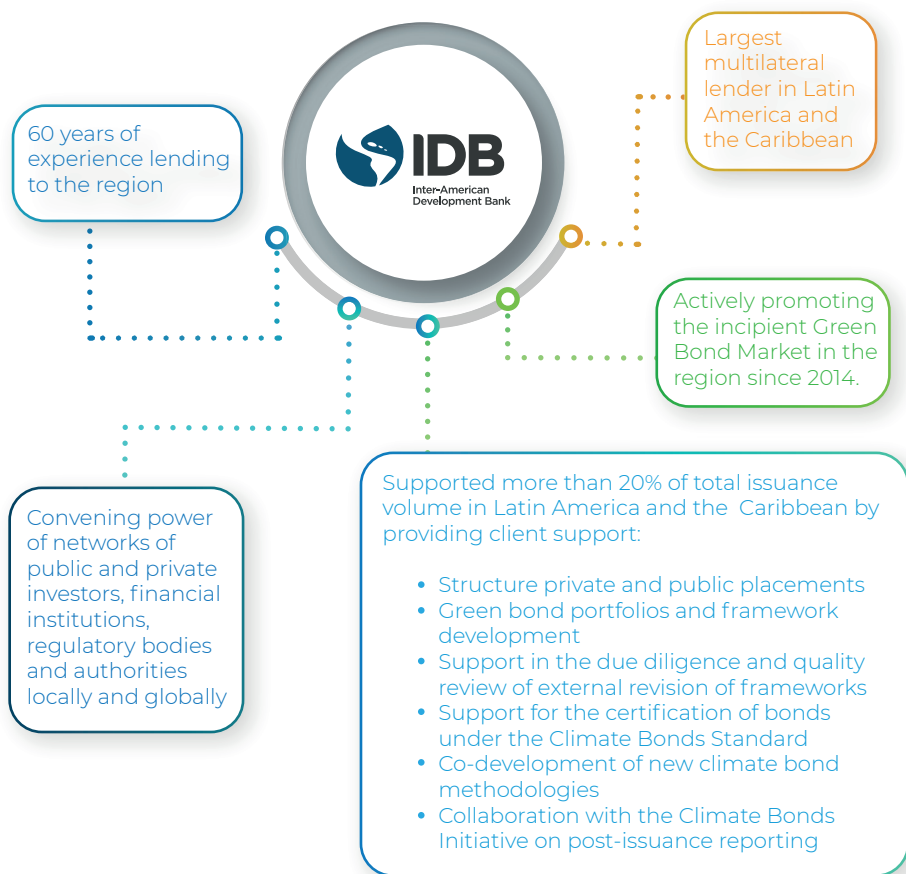 IDB
Inter-American
Development Bank
60 years of
experience lending
to the region
Largest
multilateral
lender in Latin
America and
the Caribbean
Actively promoting
the incipient Green
Bond Market in the
region since 2014.
Convening power
of networks of
public and private
investors, financial
institutions,
regulatory bodies
and authorities
locally and globally
Supported more than 20% of total issuance
volume in Latin America and the Caribbean by
providing client support:
• Structure private and public placements
• Green bond portfolios and framework
development
• Support in the due diligence and quality
review of external revision of frameworks
• Support for the certification of bonds
under the Climate Bonds Standard
• Co-development of new climate bond
methodologies
• Collaboration with the Climate Bonds
Initiative on post-issuance reporting